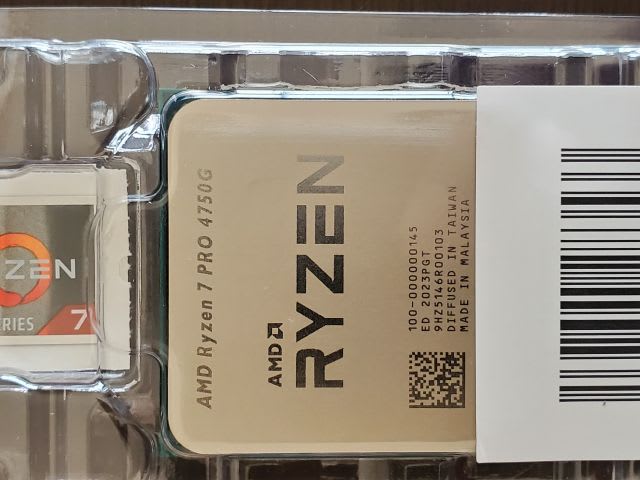 ZEN
ERIES
7
AMD Ryzen 7 PRO 4750G
AMD
RYZEN
100-000000145
ED 2023PGT
9HZ5146R00103
DIFFUSED IN TAIWAN
MADE IN MALAYSIA